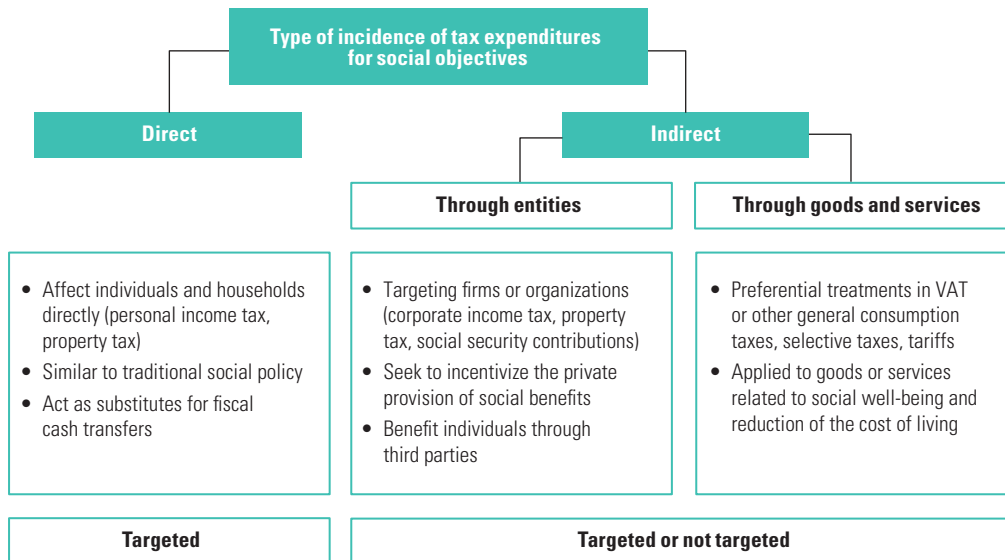 Type of incidence of tax expenditures
for social objectives
Direct
Indirect
Through entities
Through goods and services
• Affect individuals and households
directly (personal income tax,
property tax)
• Similar to traditional social policy
• Act as substitutes for fiscal
cash transfers
• Targeting firms or organizations
(corporate income tax, property
tax, social security contributions)
• Seek to incentivize the private
provision of social benefits
• Benefit individuals through
third parties
• Preferential treatments in VAT
or other general consumption
taxes, selective taxes, tariffs
• Applied to goods or services
related to social well-being and
reduction of the cost of living
Targeted
Targeted or not targeted